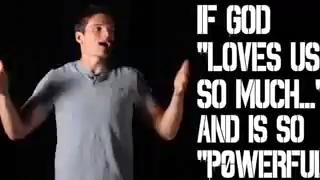 IF GOD
"LOVES US
SO MUCH..."
AND IS SO
"POWERFUL